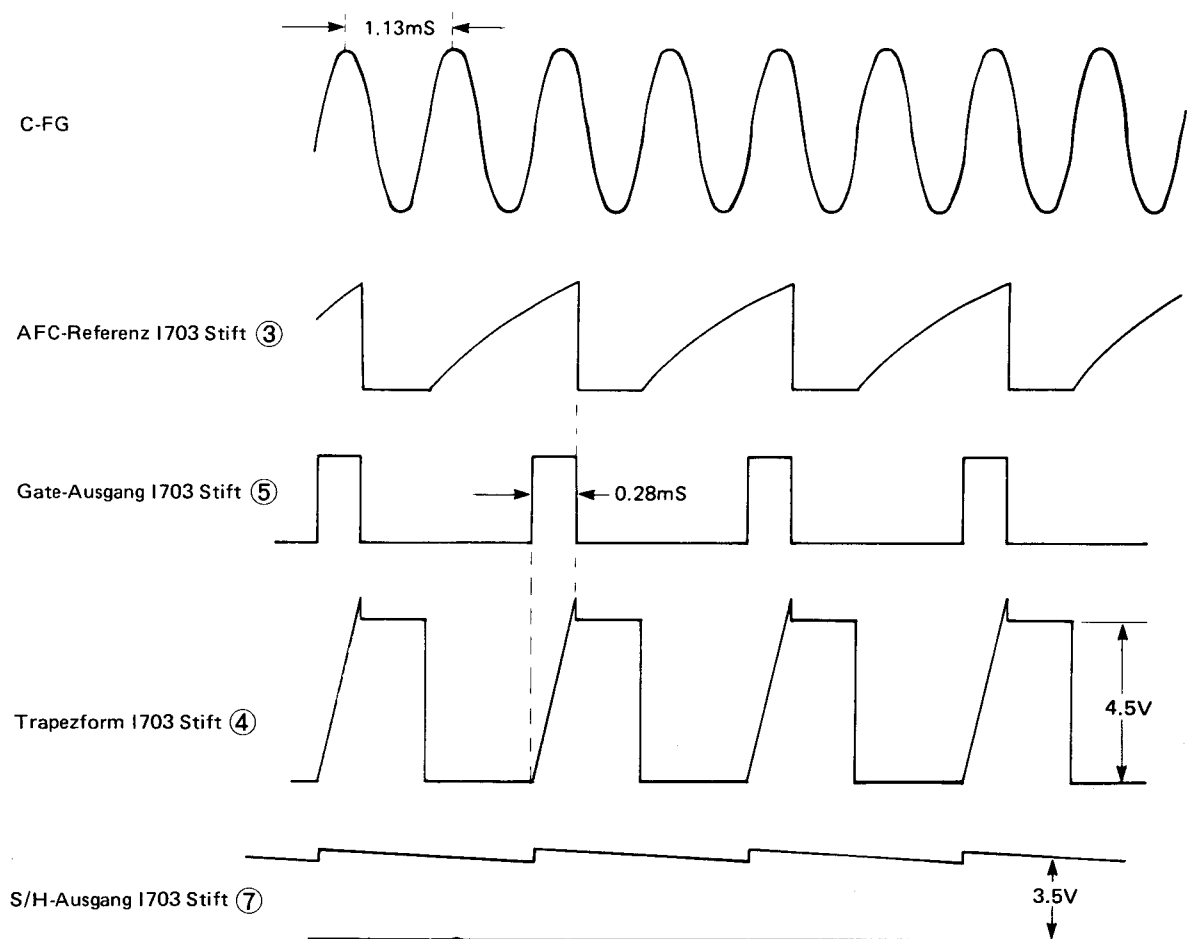 1.13mS
C-FG
AFC-Referenz I703 Stift ③
Gate-Ausgang I703 Stift ⑤
0.28mS
Trapezform I703 Stift ④
4.5V
S/H-Ausgang I703 Stift ⑦
3.5V